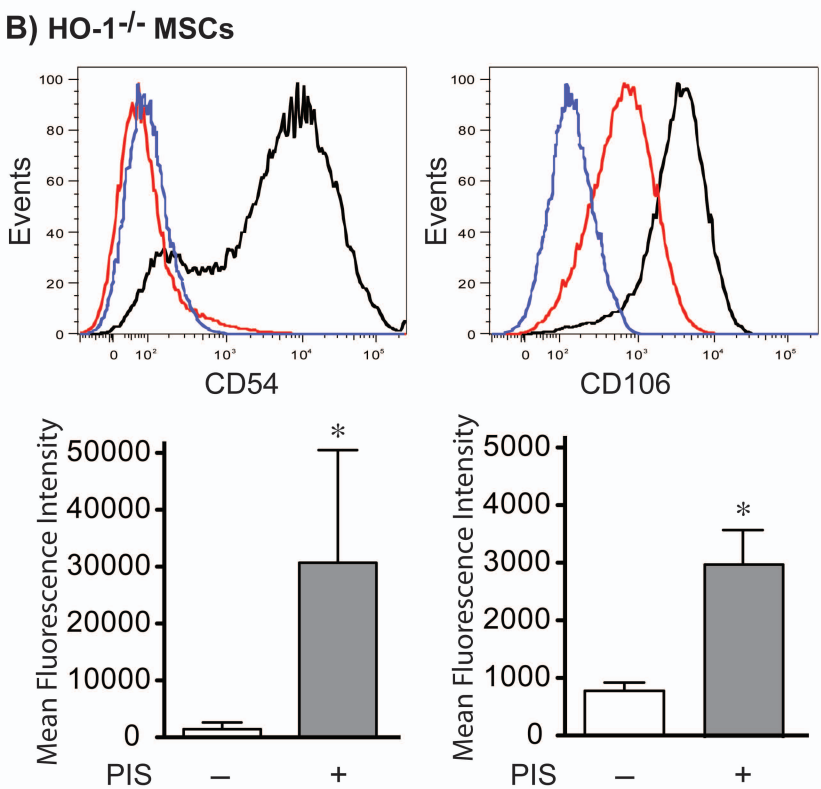 B) HO-1-/- MSCs
Events
100
80
60
40
20
0
0 10² 10³ 10⁴ 10⁵
CD54
Events
100
80
60
40
20
0
0 10² 10³ 10⁴ 10⁵
CD106
Mean Fluorescence Intensity
50000
40000
30000
20000
10000
0
*
PIS – +
Mean Fluorescence Intensity
5000
4000
3000
2000
1000
0
*
PIS – +